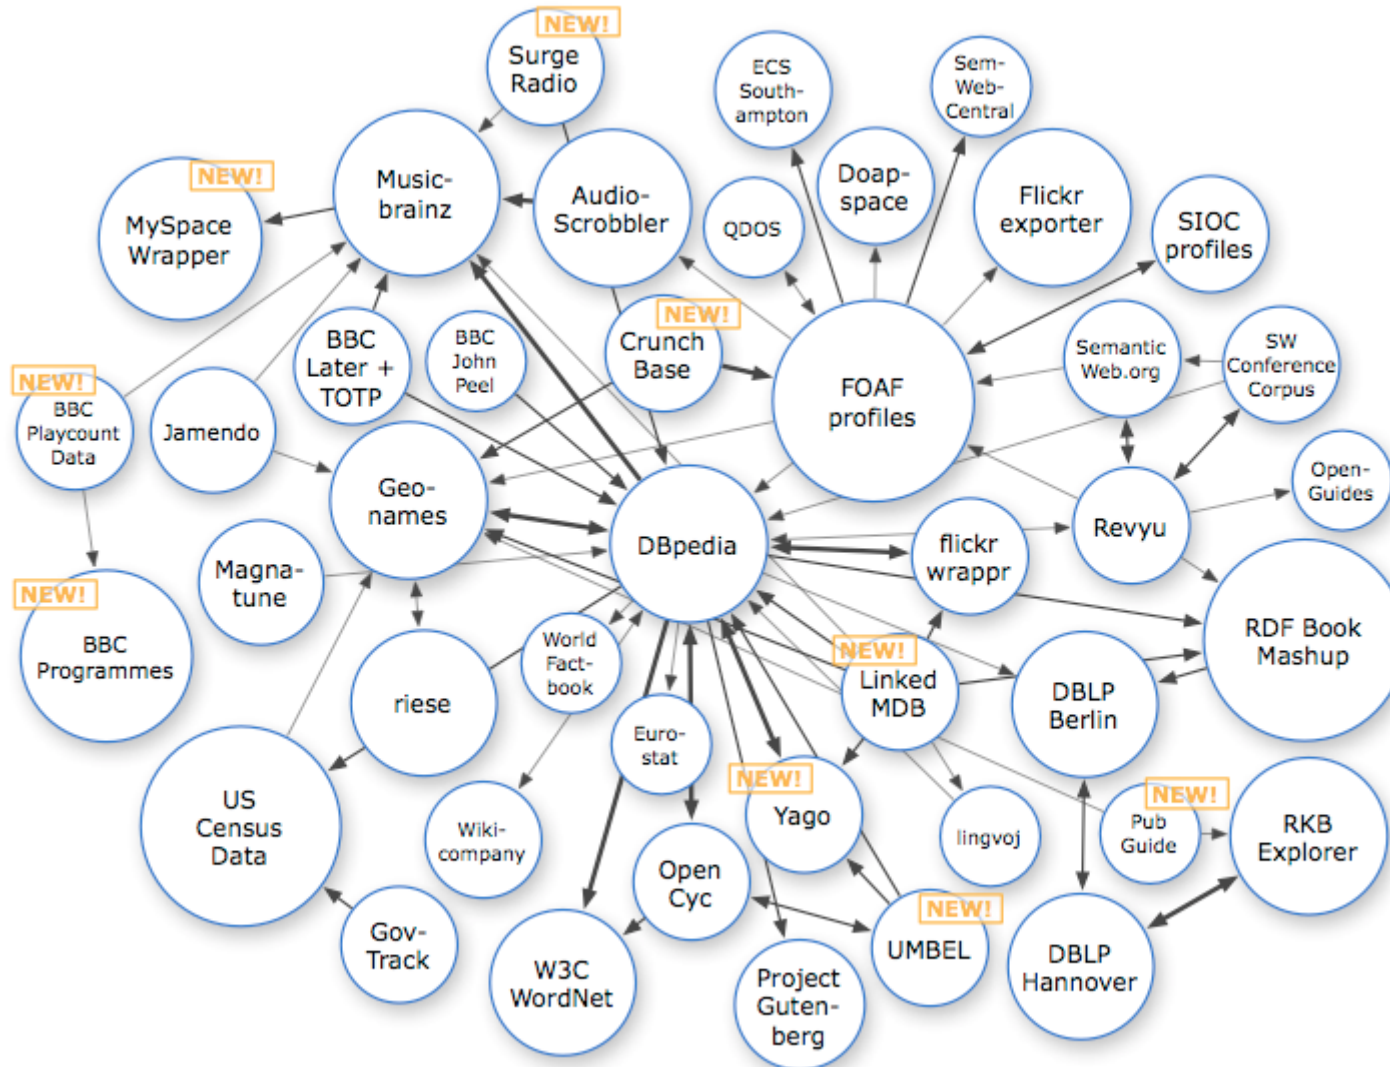 NEW!
Surge
Radio
ECS
South-
ampton
Sem-
Web-
Central
Music-
brainz
NEW!
MySpace
Wrapper
Audio-
Scrobbler
QDOS
Doap-
space
Flickr
exporter
SIOC
profiles
BBC
Later +
TOTP
BBC
John
Peel
NEW!
Crunch
Base
FOAF
profiles
Semantic
Web.org
SW
Conference
Corpus
NEW!
BBC
Playcount
Data
Jamendo
Geo-
names
DBpedia
flickr
wrappr
Revyu
Open-
Guides
Magna-
tune
NEW!
BBC
Programmes
riese
World
Fact-
book
Euro-
stat
NEW!
Linked
MDB
DBLP
Berlin
RDF Book
Mashup
US
Census
Data
Wiki-
company
NEW!
Yago
lingvoj
NEW!
Pub
Guide
RKB
Explorer
Gov-
Track
Open
Cyc
W3C
WordNet
Project
Guten-
berg
NEW!
UMBEL
DBLP
Hannover